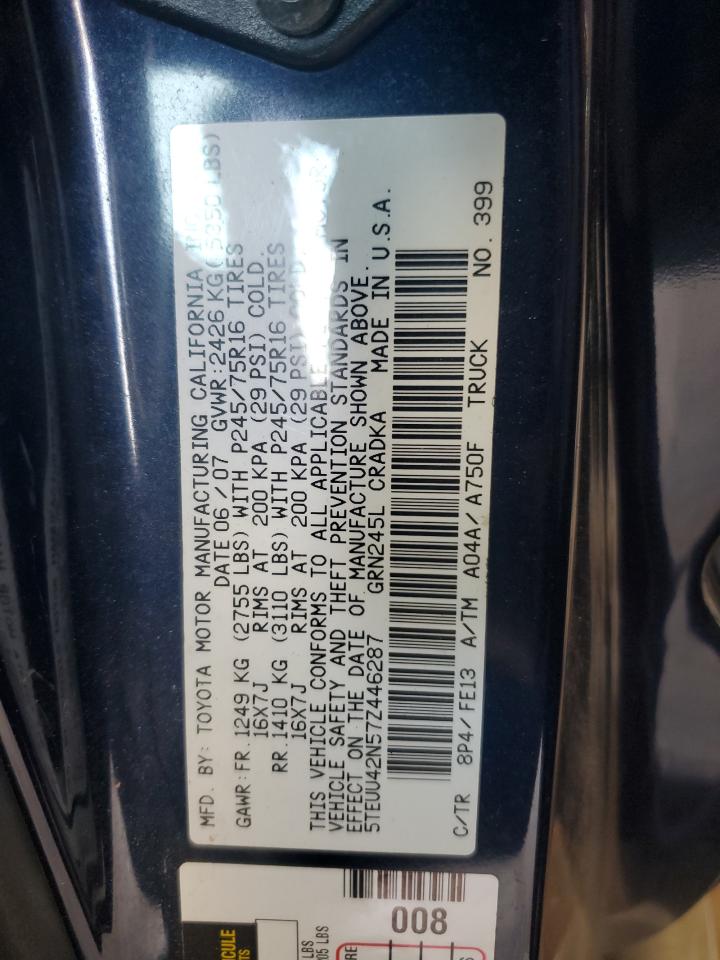 MFD. BY: TOYOTA MOTOR MANUFACTURING CALIFORNIA INC.
DATE 06/07 GVWR:2426KG(5350LBS)
GAWR:FR.1249 KG (2755 LBS) WITH P245/75R16 TIRES
16X7J RIMS AT 200 KPA (29 PSI) COLD.
RR.1410 KG (3110 LBS) WITH P245/75R16 TIRES
16X7J RIMS AT 200 KPA (29 PSI) COLD.
THIS VEHICLE CONFORMS TO ALL APPLICABLE
VEHICLE SAFETY AND THEFT PREVENTION STANDARDS IN
EFFECT ON THE DATE OF MANUFACTURE SHOWN ABOVE.
5TEUU42N57Z446287 GRN245L CRADKA MADE IN U.S.A.
C/TR 8P4/FE13 A/TM A04A/A750F TRUCK NO. 399
008